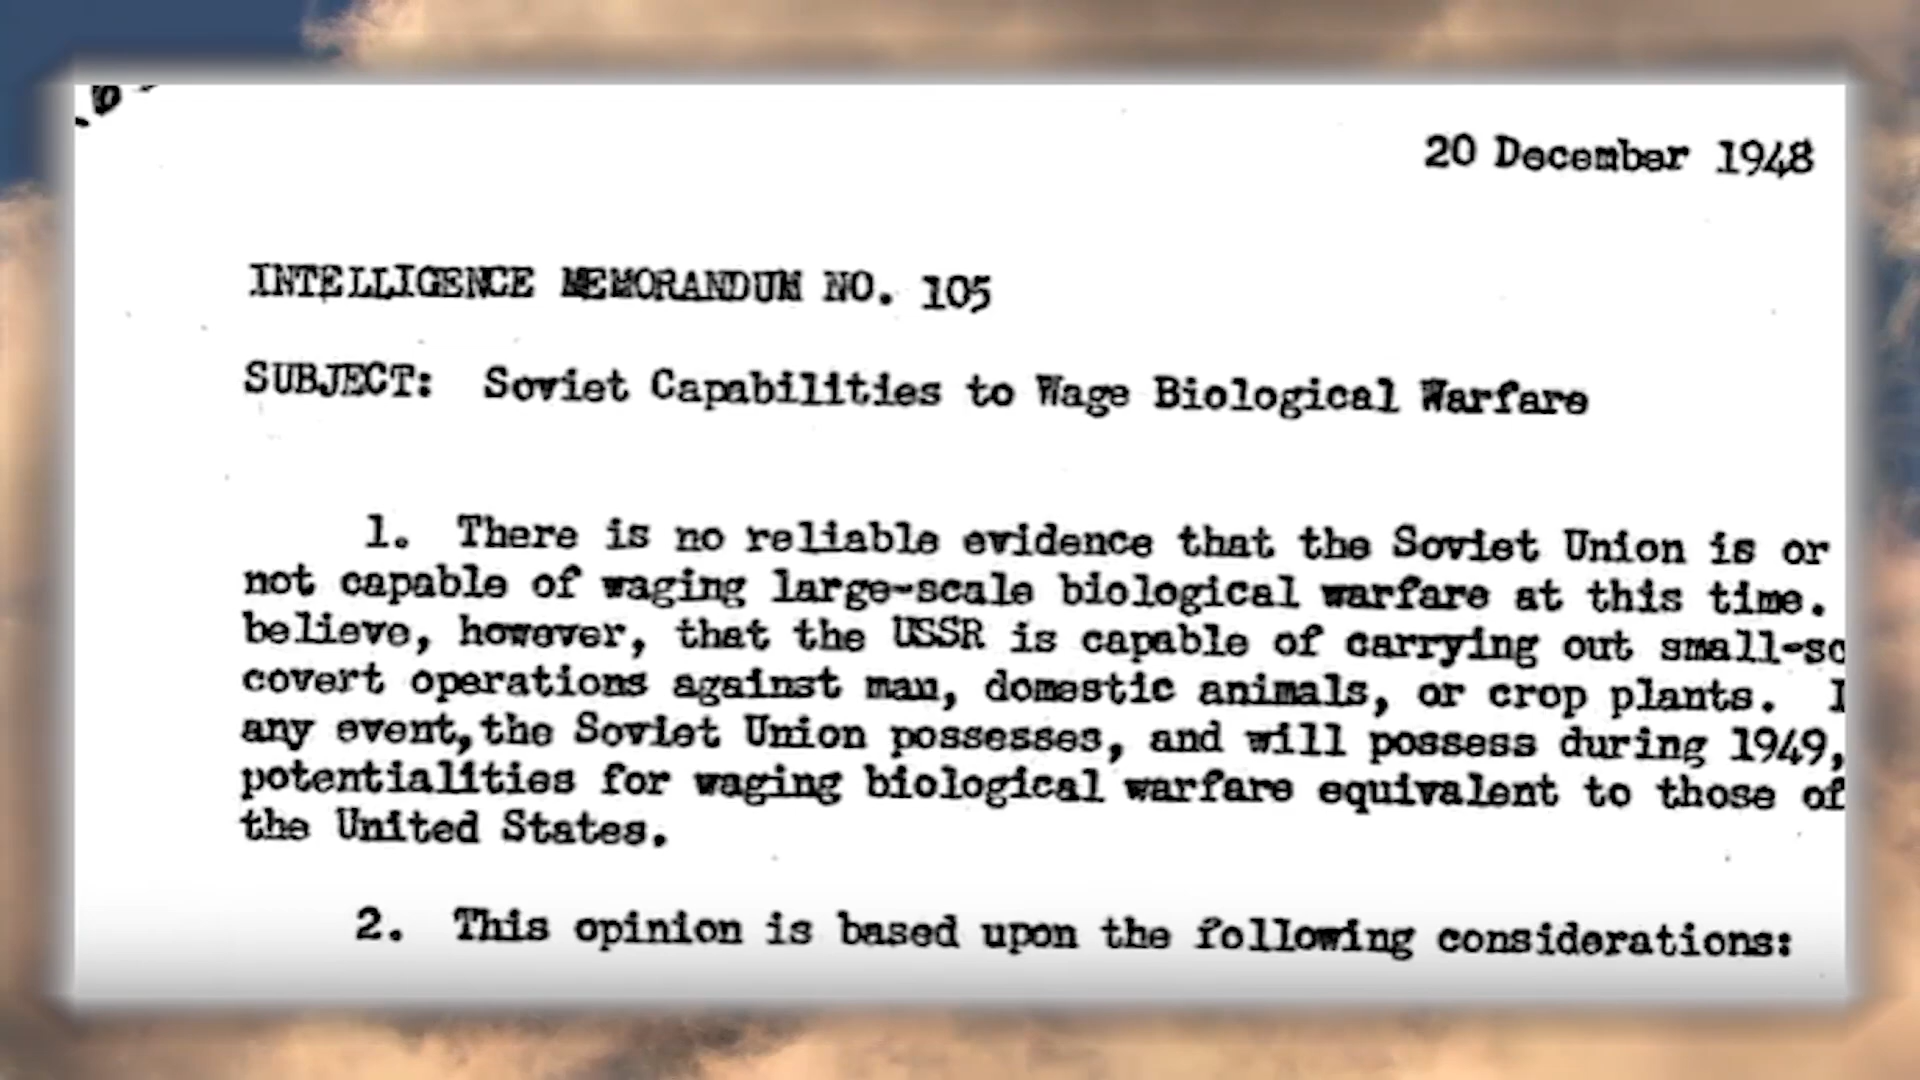 20 December 1948
INTELLIGENCE MEMORANDUM NO. 105
SUBJECT: Soviet Capabilities to Wage Biological Warfare
1. There is no reliable evidence that the Soviet Union is or
not capable of waging large-scale biological warfare at this time.
believe, however, that the USSR is capable of carrying out small-sc
covert operations against man, domestic animals, or crop plants. I
any event, the Soviet Union possesses, and will possess during 1949,
potentialities for waging biological warfare equivalent to those of
the United States.
2. This opinion is based upon the following considerations: